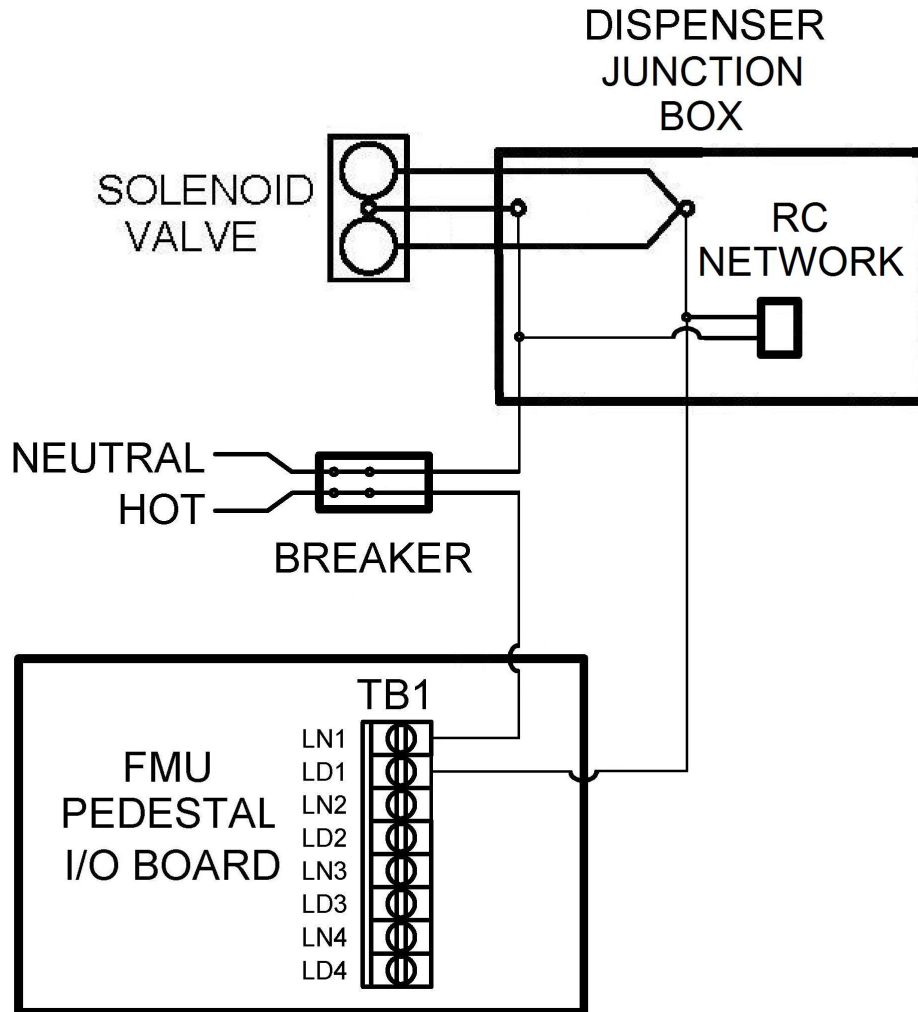 DISPENSER
JUNCTION
BOX
SOLENOID
VALVE
RC
NETWORK
NEUTRAL
HOT
BREAKER
TB1
FMU
PEDESTAL
I/O BOARD
LN1
LD1
LN2
LD2
LN3
LD3
LN4
LD4